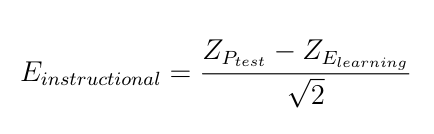 E_{instructional} = \frac{Z_{P_{test}} - Z_{E_{learning}}}{\sqrt{2}}